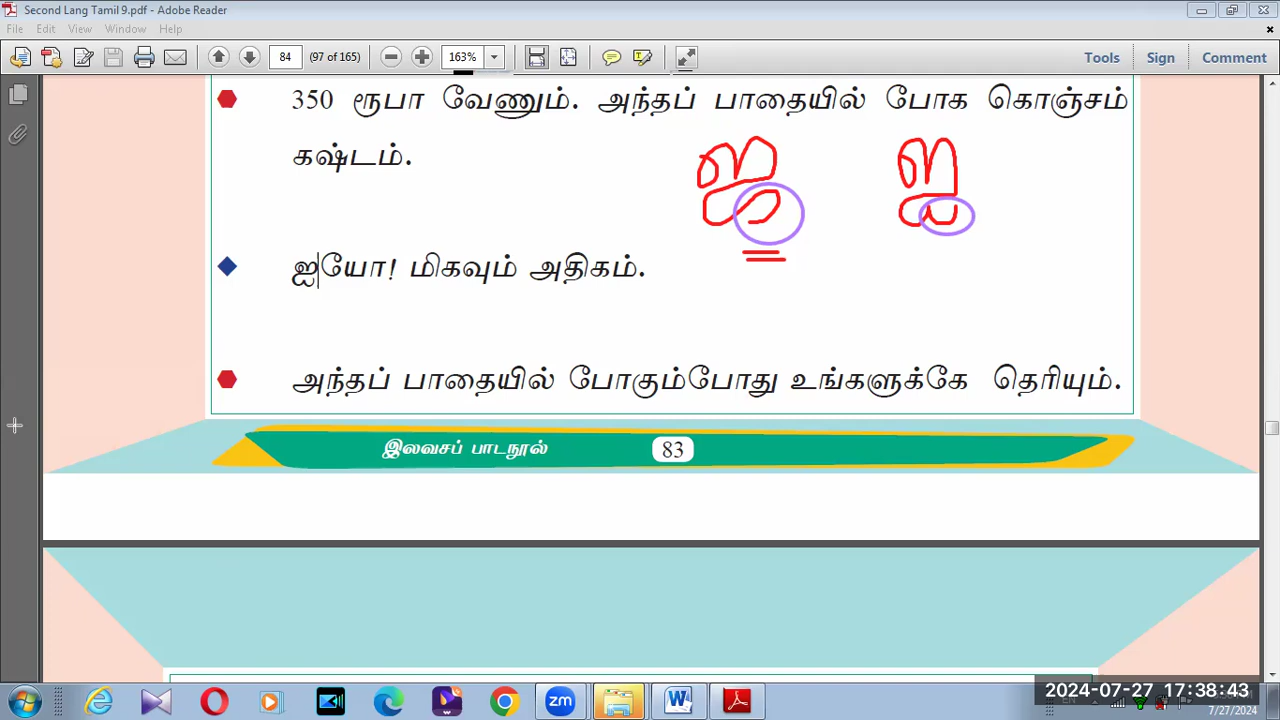 Second Lang Tamil 9.pdf - Adobe Reader
File Edit View Window Help
84 (97 of 165) 163% Tools Sign Comment
350 ரூபா வேணும். அந்தப் பாதையில் போக கொஞ்சம்
கஷ்டம்.
ஐ ஐ
ஐயோ! மிகவும் அதிகம்.
அந்தப் பாதையில் போகும்போது உங்களுக்கே தெரியும்.
இலவசப் பாடநூல் 83
2024-07-27 17:38:43
7/27/2024